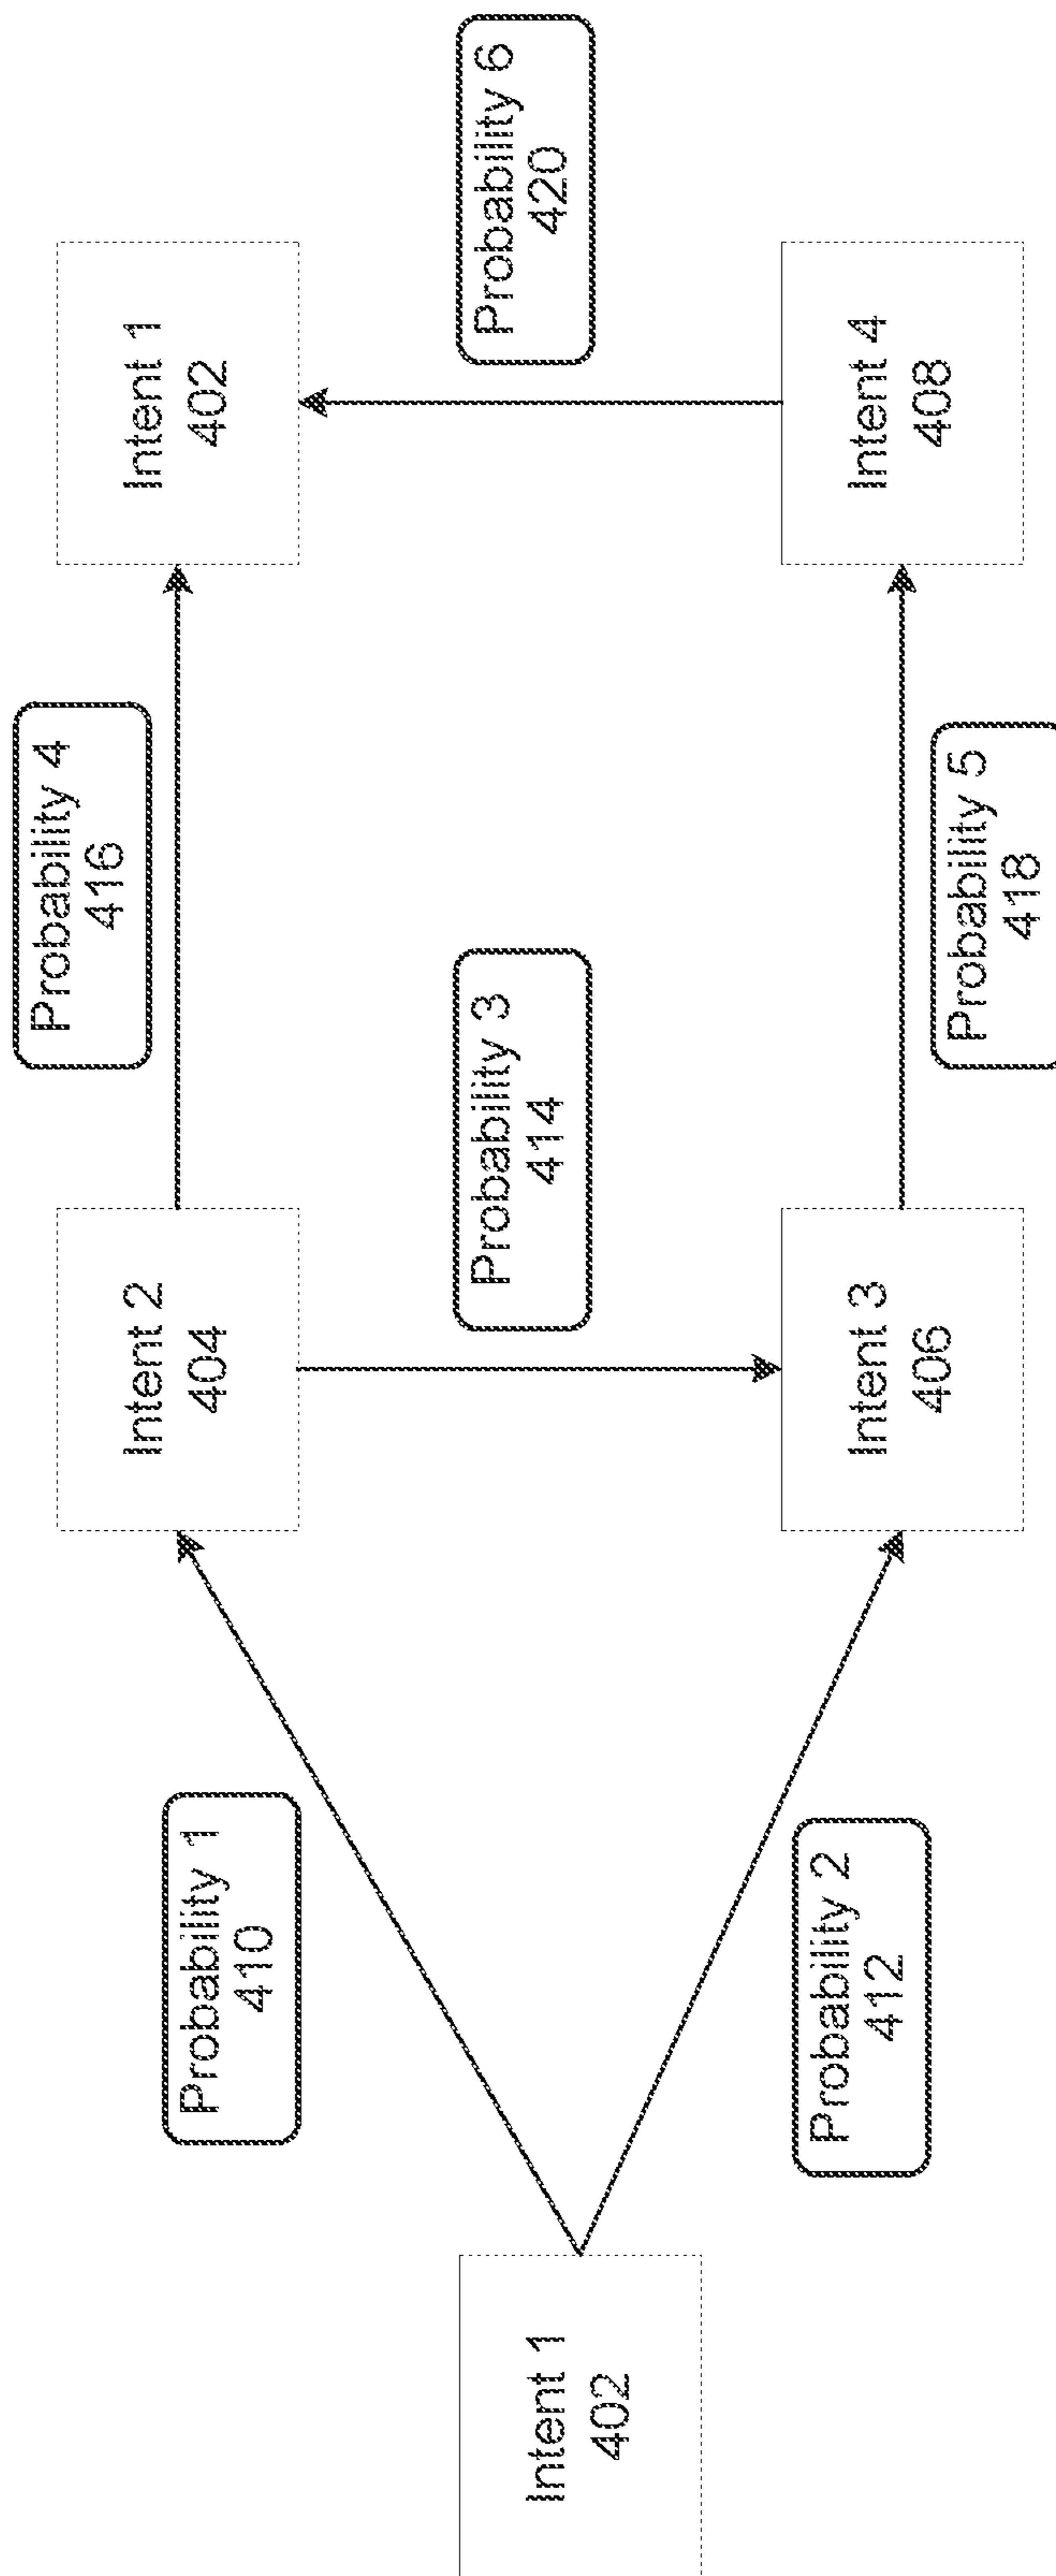 Intent 1
402
Probability 1
410
Probability 2
412
Intent 2
404
Probability 3
414
Intent 3
406
Probability 4
416
Probability 5
418
Intent 1
402
Probability 6
420
Intent 4
408